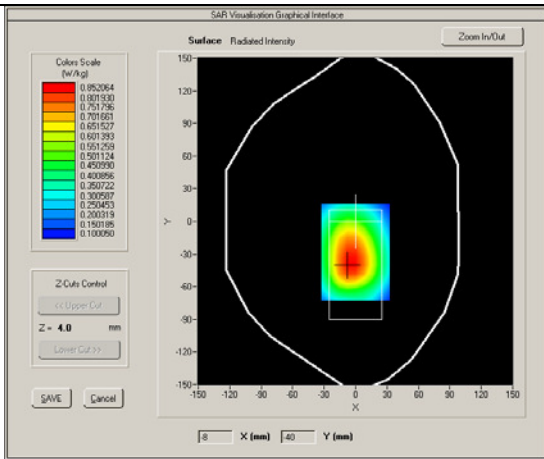 SAR Visualisation Graphical Interface
Surface Radiated Intensity
Zoom In/Out
Colors Scale
(W/kg)
0.852064
0.801930
0.751796
0.701661
0.651527
0.601393
0.551259
0.501124
0.450990
0.400856
0.350722
0.300587
0.250453
0.200319
0.150185
0.100050
Z-Cuts Control
<< Upper Cut
Z = 4.0 mm
Lower Cut >>
SAVE Cancel
150
120
90
60
30
0
-30
-60
-90
-120
-150
Y
-150 -120 -90 -60 -30 0 30 60 90 120 150
X
-8 X (mm) -40 Y (mm)